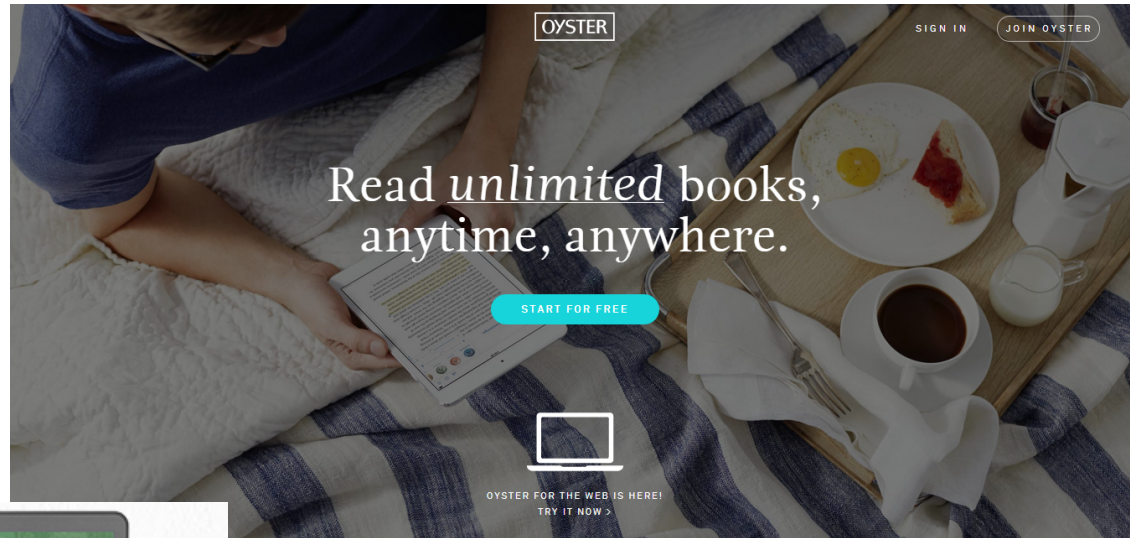 OYSTER
SIGN IN
JOIN OYSTER
Read unlimited books,
anytime, anywhere.
START FOR FREE
OYSTER FOR THE WEB IS HERE!
TRY IT NOW >